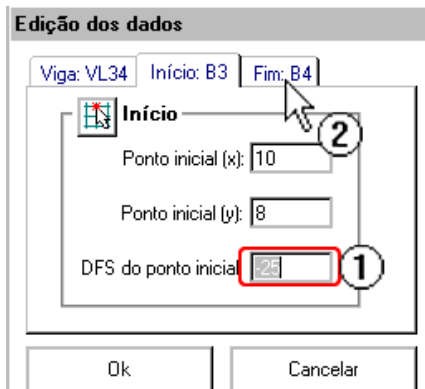 Edição dos dados
Viga: VL34 Início: B3 Fim: B4
Início
2
Ponto inicial (x): 10
Ponto inicial (y): 8
DFS do ponto inicial -25 1
Ok Cancelar